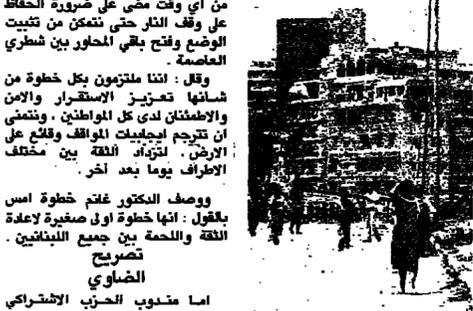 من أي وقت مضى على ضرورة الحفاظ
على وقف النار حتى نتمكن من تثبيت
الوضع وفتح باقي المحاور بين شطري
العاصمة .
وقال : اننا ملتزمون بكل خطوة من
شانها تعزيز الاستقرار والامن
والاطمئنان لدى كل المواطنين ، ونتمنى
ان تترجم ايجابيات المواقف وقائع على
الارض ، لتزداد الثقة بين مختلف
الاطراف يوما بعد آخر .
ووصف الدكتور غانم خطوة امس
بالقول : انها خطوة اولى صغيرة لاعادة
الثقة واللحمة بين جميع اللبنانيين .
تصريح
الضاوي
اما مندوب الحزب الاشتراكي